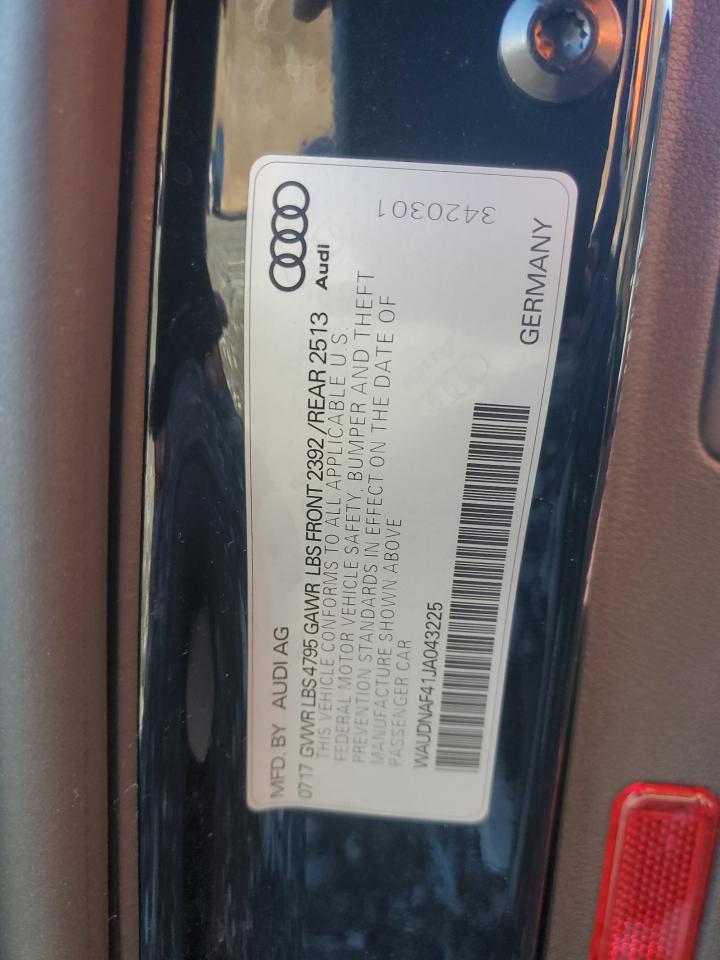 MFD. BY AUDI AG
Audi
0717 GVWR LBS 4795 GAWR LBS FRONT 2392 /REAR 2513
THIS VEHICLE CONFORMS TO ALL APPLICABLE U.S.
FEDERAL MOTOR VEHICLE SAFETY, BUMPER AND THEFT
PREVENTION STANDARDS IN EFFECT ON THE DATE OF
MANUFACTURE SHOWN ABOVE
PASSENGER CAR
3420301
WAUDNAF41JA043225
GERMANY